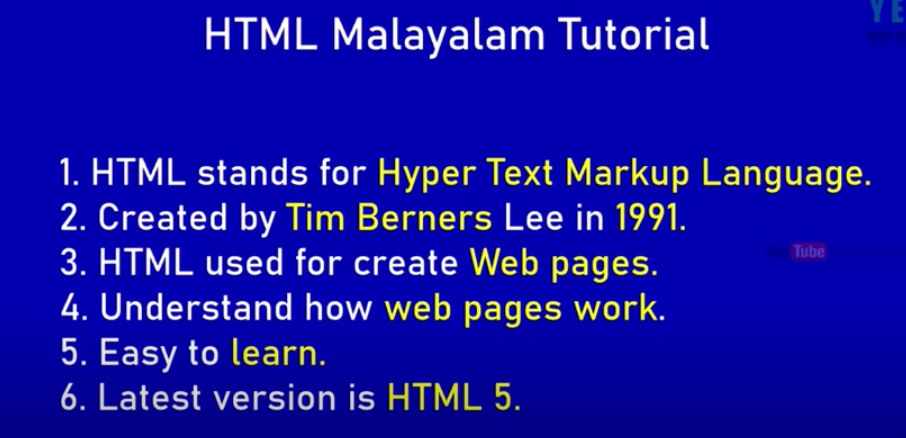 YE
HTML Malayalam Tutorial
1. HTML stands for Hyper Text Markup Language.
2. Created by Tim Berners Lee in 1991.
Tube
3. HTML used for create Web pages.
4. Understand how web pages work.
5. Easy to learn.
6. Latest version is HTML 5.